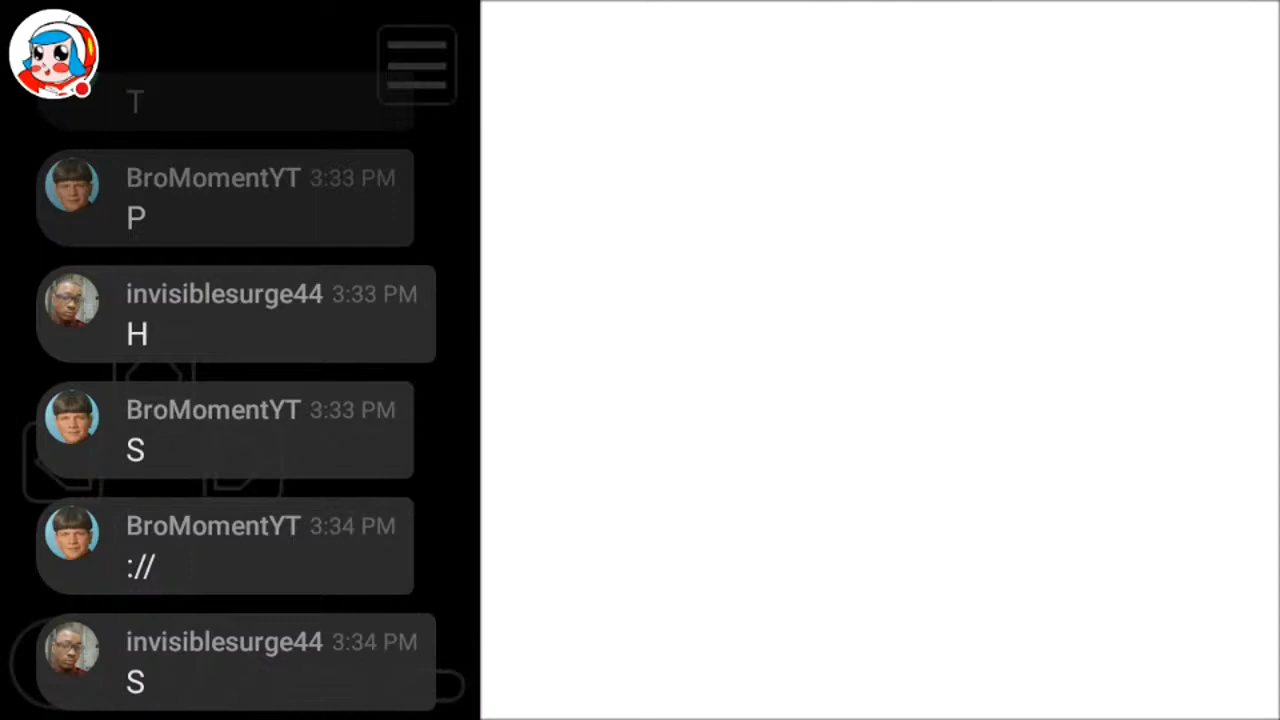 T
BroMomentYT 3:33 PM
P
invisiblesurge44 3:33 PM
H
BroMomentYT 3:33 PM
S
BroMomentYT 3:34 PM
://
invisiblesurge44 3:34 PM
S